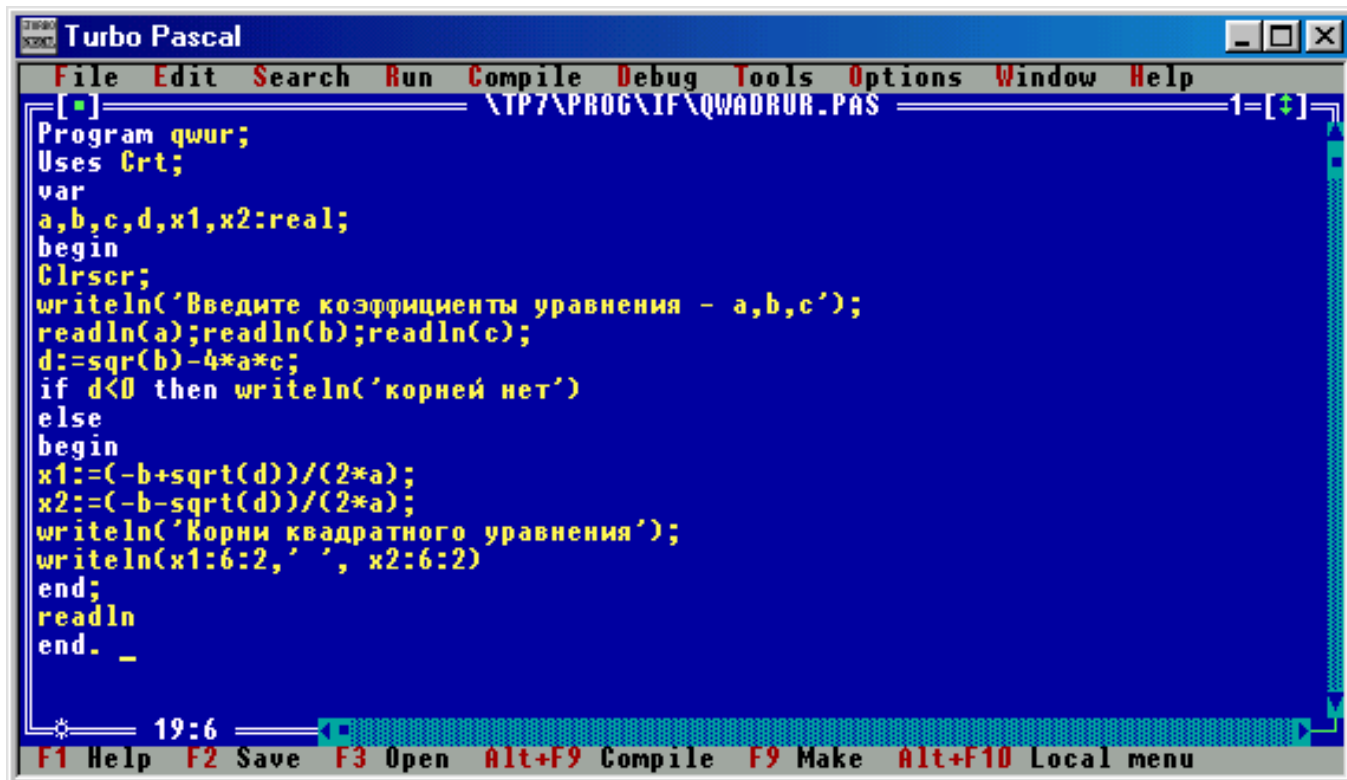 Turbo Pascal
File Edit Search Run Compile Debug Tools Options Window Help
\TP7\PROG\IF\QWADRUR.PAS 1=[↕]
Program qwur;
Uses Crt;
var
a,b,c,d,x1,x2:real;
begin
Clrscr;
writeln('Введите коэффициенты уравнения - a,b,c');
readln(a);readln(b);readln(c);
d:=sqr(b)-4*a*c;
if d<0 then writeln('корней нет')
else
begin
x1:=(-b+sqrt(d))/(2*a);
x2:=(-b-sqrt(d))/(2*a);
writeln('Корни квадратного уравнения');
writeln(x1:6:2,' ', x2:6:2)
end;
readln
end. _
19:6
F1 Help F2 Save F3 Open Alt+F9 Compile F9 Make Alt+F10 Local menu